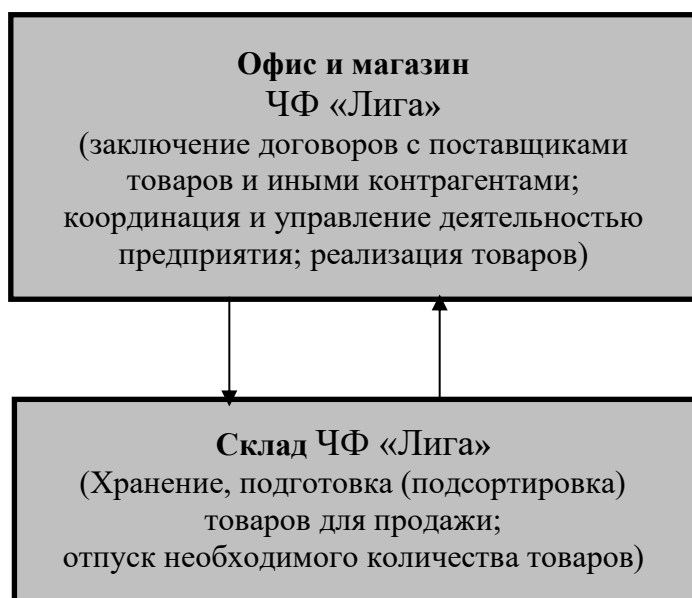 Офис и магазин
ЧФ «Лига»
(заключение договоров с поставщиками
товаров и иными контрагентами;
координация и управление деятельностью
предприятия; реализация товаров)
Склад ЧФ «Лига»
(Хранение, подготовка (подсортировка)
товаров для продажи;
отпуск необходимого количества товаров)